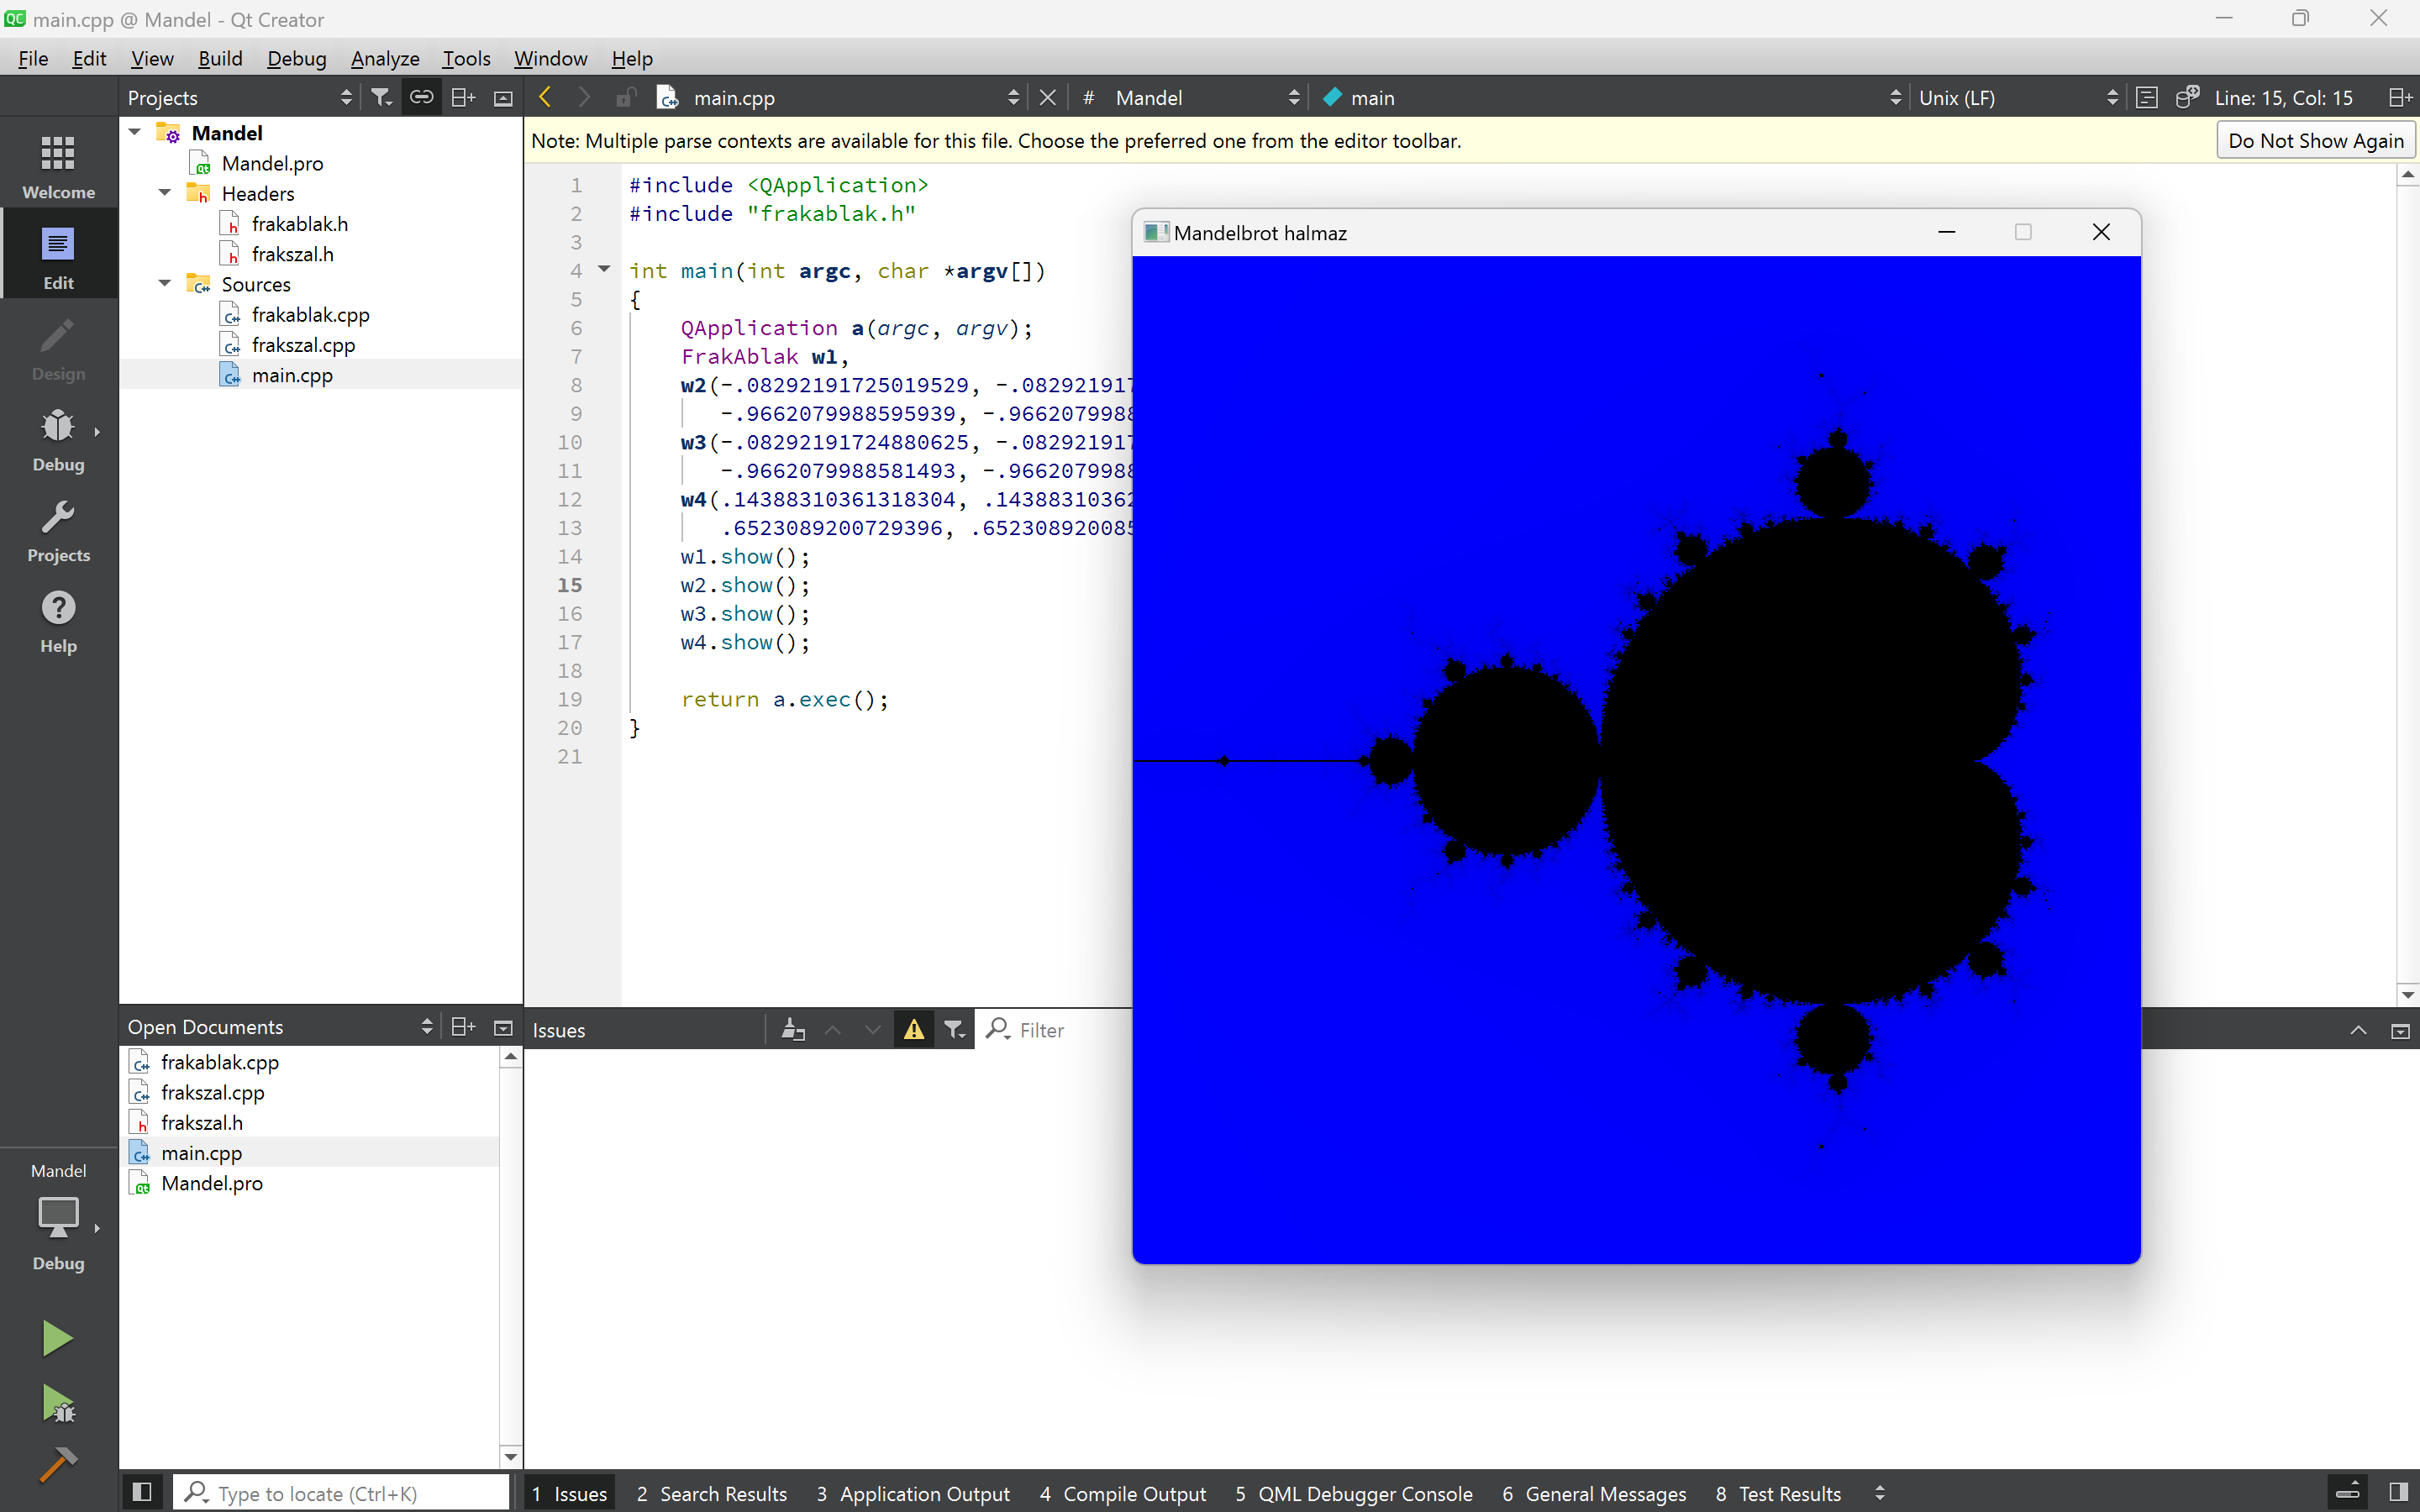 main.cpp @ Mandel - Qt Creator
File Edit View Build Debug Analyze Tools Window Help
Projects
main.cpp
# Mandel
main
Unix (LF)
Line: 15, Col: 15
Note: Multiple parse contexts are available for this file. Choose the preferred one from the editor toolbar.
Do Not Show Again
Welcome
Edit
Design
Debug
Projects
Help
Mandel
Mandel.pro
Headers
frakablak.h
frakszal.h
Sources
frakablak.cpp
frakszal.cpp
main.cpp
1 #include <QApplication>
2 #include "frakablak.h"
3
4 int main(int argc, char *argv[])
5 {
6 QApplication a(argc, argv);
7 FrakAblak w1,
8 w2(-.08292191725019529, -.082921917
9 -.9662079988595939, -.966207998
10 w3(-.08292191724880625, -.082921917
11 -.9662079988581493, -.966207998
12 w4(.14388310361318304, .14388310362
13 .6523089200729396, .65230892008
14 w1.show();
15 w2.show();
16 w3.show();
17 w4.show();
18
19 return a.exec();
20 }
21
Mandelbrot halmaz
Open Documents
frakablak.cpp
frakszal.cpp
frakszal.h
main.cpp
Mandel.pro
Issues
Filter
Mandel
Debug
Type to locate (Ctrl+K)
1 Issues 2 Search Results 3 Application Output 4 Compile Output 5 QML Debugger Console 6 General Messages 8 Test Results